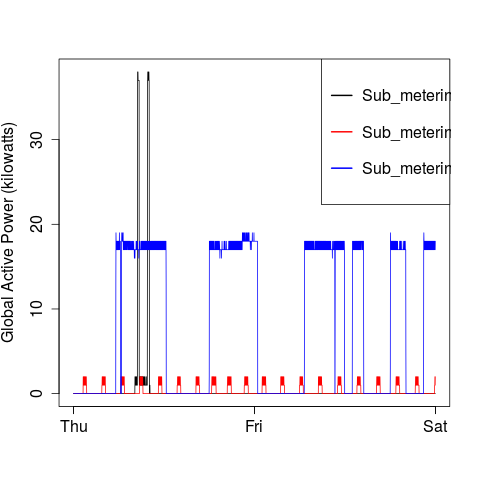 Global Active Power (kilowatts)
30
20
10
0
Sub_meterin
Sub_meterin
Sub_meterin
Thu Fri Sat